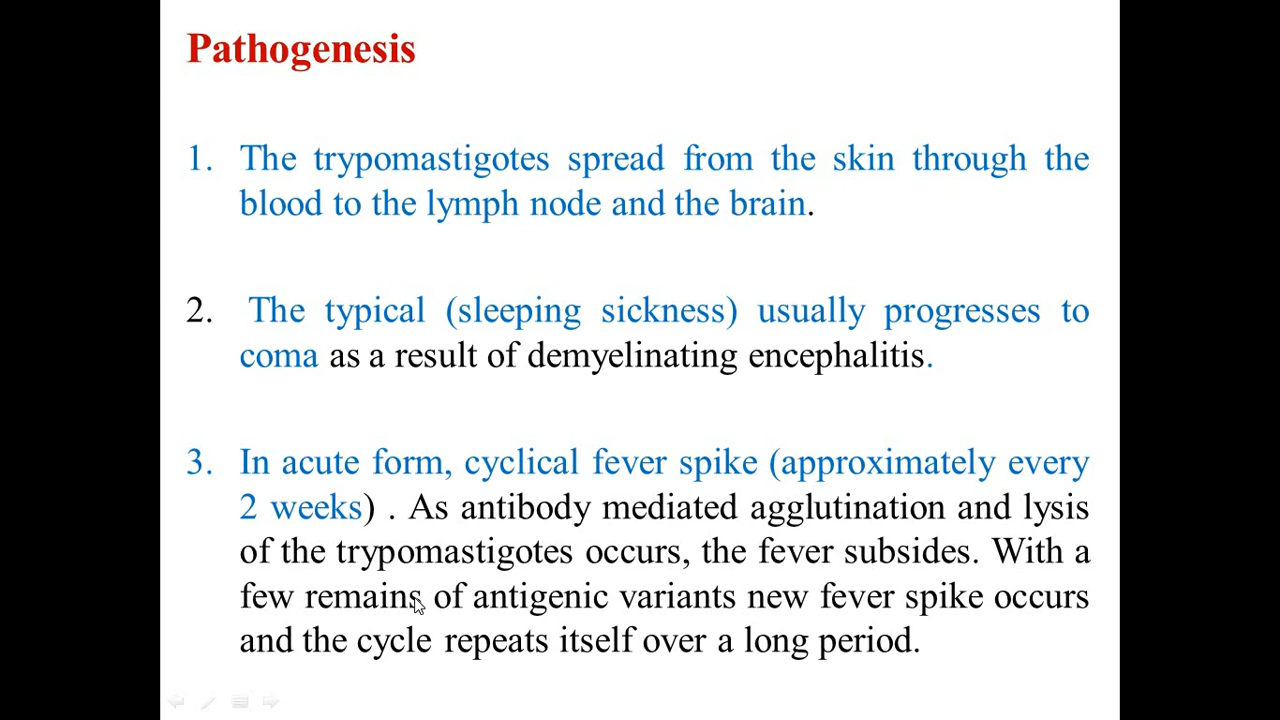 Pathogenesis
1. The trypomastigotes spread from the skin through the
blood to the lymph node and the brain.
2. The typical (sleeping sickness) usually progresses to
coma as a result of demyelinating encephalitis.
3. In acute form, cyclical fever spike (approximately every
2 weeks) . As antibody mediated agglutination and lysis
of the trypomastigotes occurs, the fever subsides. With a
few remains of antigenic variants new fever spike occurs
and the cycle repeats itself over a long period.